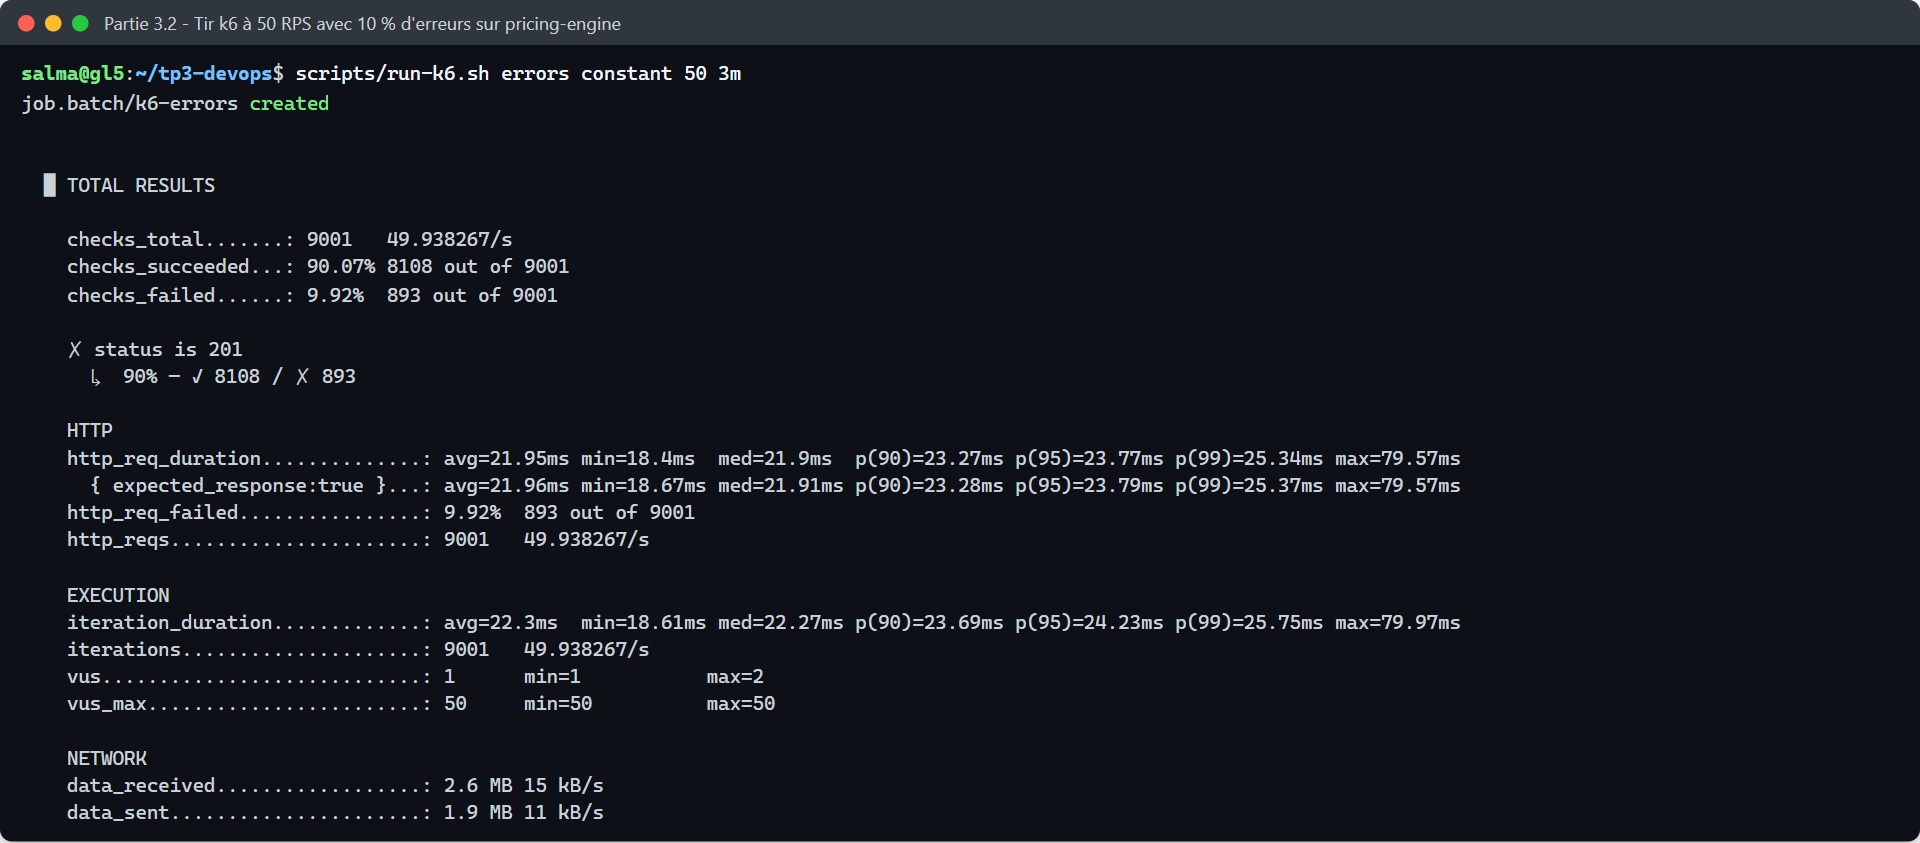 Partie 3.2 - Tir k6 à 50 RPS avec 10 % d'erreurs sur pricing-engine
salma@gl5:~/tp3-devops$ scripts/run-k6.sh errors constant 50 3m
job.batch/k6-errors created
█ TOTAL RESULTS
checks_total.......: 9001   49.938267/s
checks_succeeded...: 90.07% 8108 out of 9001
checks_failed......: 9.92%  893 out of 9001
✗ status is 201
↳  90% — ✓ 8108 / ✗ 893
HTTP
http_req_duration..............: avg=21.95ms min=18.4ms  med=21.9ms  p(90)=23.27ms p(95)=23.77ms p(99)=25.34ms max=79.57ms
{ expected_response:true }...: avg=21.96ms min=18.67ms med=21.91ms p(90)=23.28ms p(95)=23.79ms p(99)=25.37ms max=79.57ms
http_req_failed................: 9.92%  893 out of 9001
http_reqs......................: 9001   49.938267/s
EXECUTION
iteration_duration.............: avg=22.3ms  min=18.61ms med=22.27ms p(90)=23.69ms p(95)=24.23ms p(99)=25.75ms max=79.97ms
iterations.....................: 9001   49.938267/s
vus............................: 1      min=1           max=2
vus_max........................: 50     min=50          max=50
NETWORK
data_received..................: 2.6 MB 15 kB/s
data_sent......................: 1.9 MB 11 kB/s